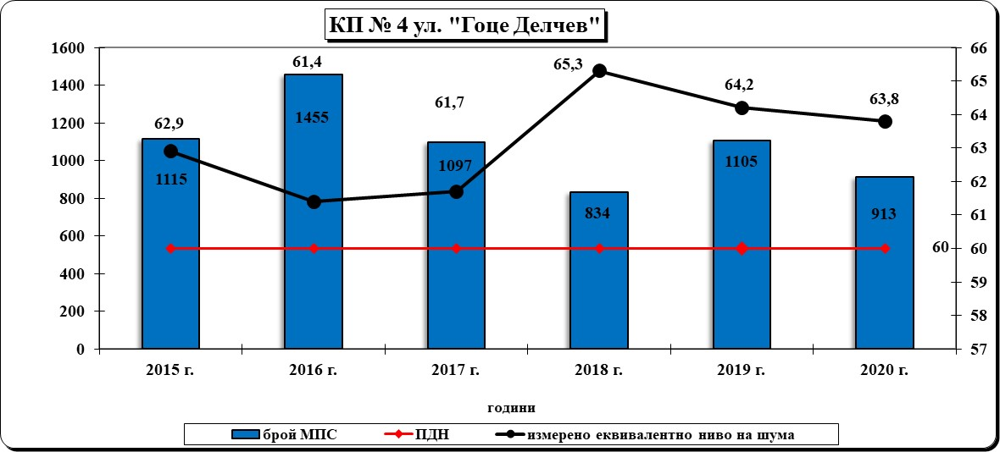 КП № 4 ул. "Гоце Делчев"
1600
1400
1200
1000
800
600
400
200
0
66
65
64
63
62
61
60
59
58
57
62,9
61,4
61,7
65,3
64,2
63,8
1115
1455
1097
834
1105
913
60
2015 г.
2016 г.
2017 г.
2018 г.
2019 г.
2020 г.
години
брой МПС
ПДН
измерено еквивалентно ниво на шума